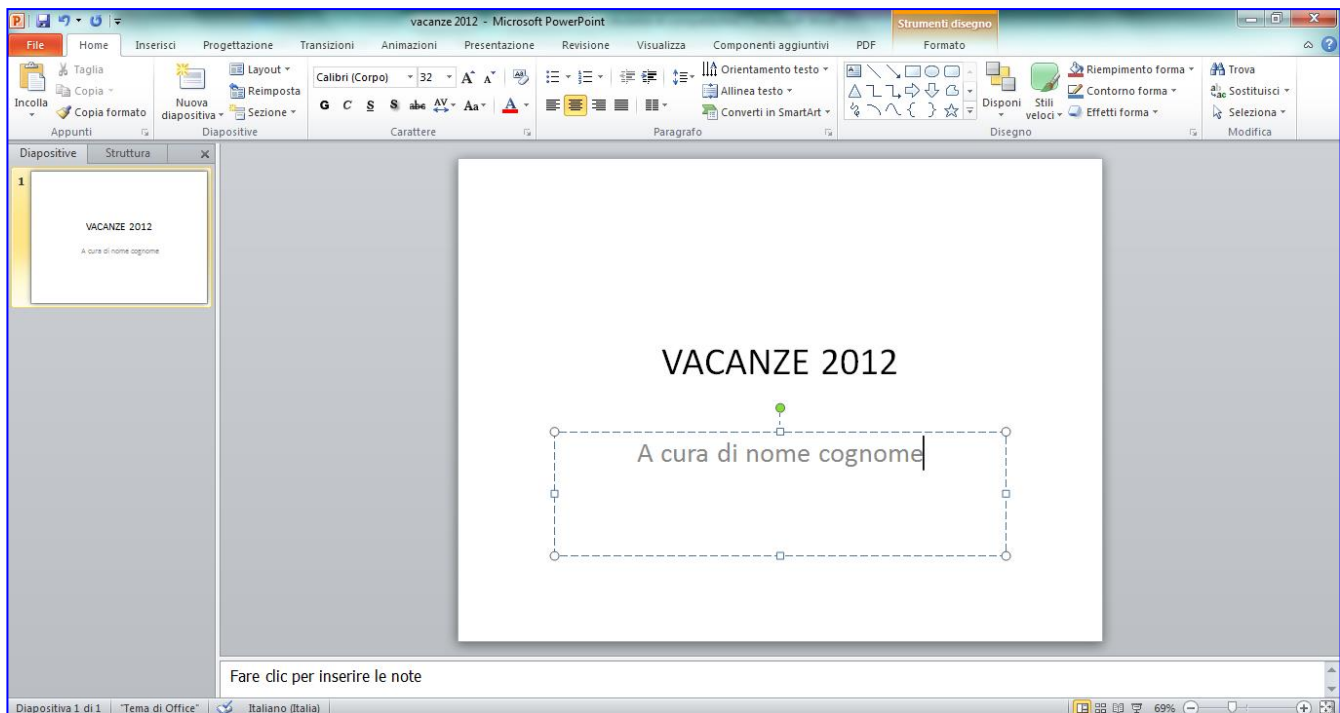 vacanze 2012 - Microsoft PowerPoint
Strumenti disegno
File Home Inserisci Progettazione Transizioni Animazioni Presentazione Revisione Visualizza Componenti aggiuntivi PDF Formato
Incolla
Taglia
Copia
Copia formato
Appunti
Nuova diapositiva
Layout
Reimposta
Sezione
Diapositive
Calibri (Corpo) 32
G C S S abc AV Aa A
Carattere
Orientamento testo
Allinea testo
Converti in SmartArt
Paragrafo
Disponi
Stili veloci
Riempimento forma
Contorno forma
Effetti forma
Disegno
Trova
Sostituisci
Seleziona
Modifica
Diapositive Struttura
1
VACANZE 2012
A cura di nome cognome
VACANZE 2012
A cura di nome cognome
Fare clic per inserire le note
Diapositiva 1 di 1 "Tema di Office" Italiano (Italia) 69%